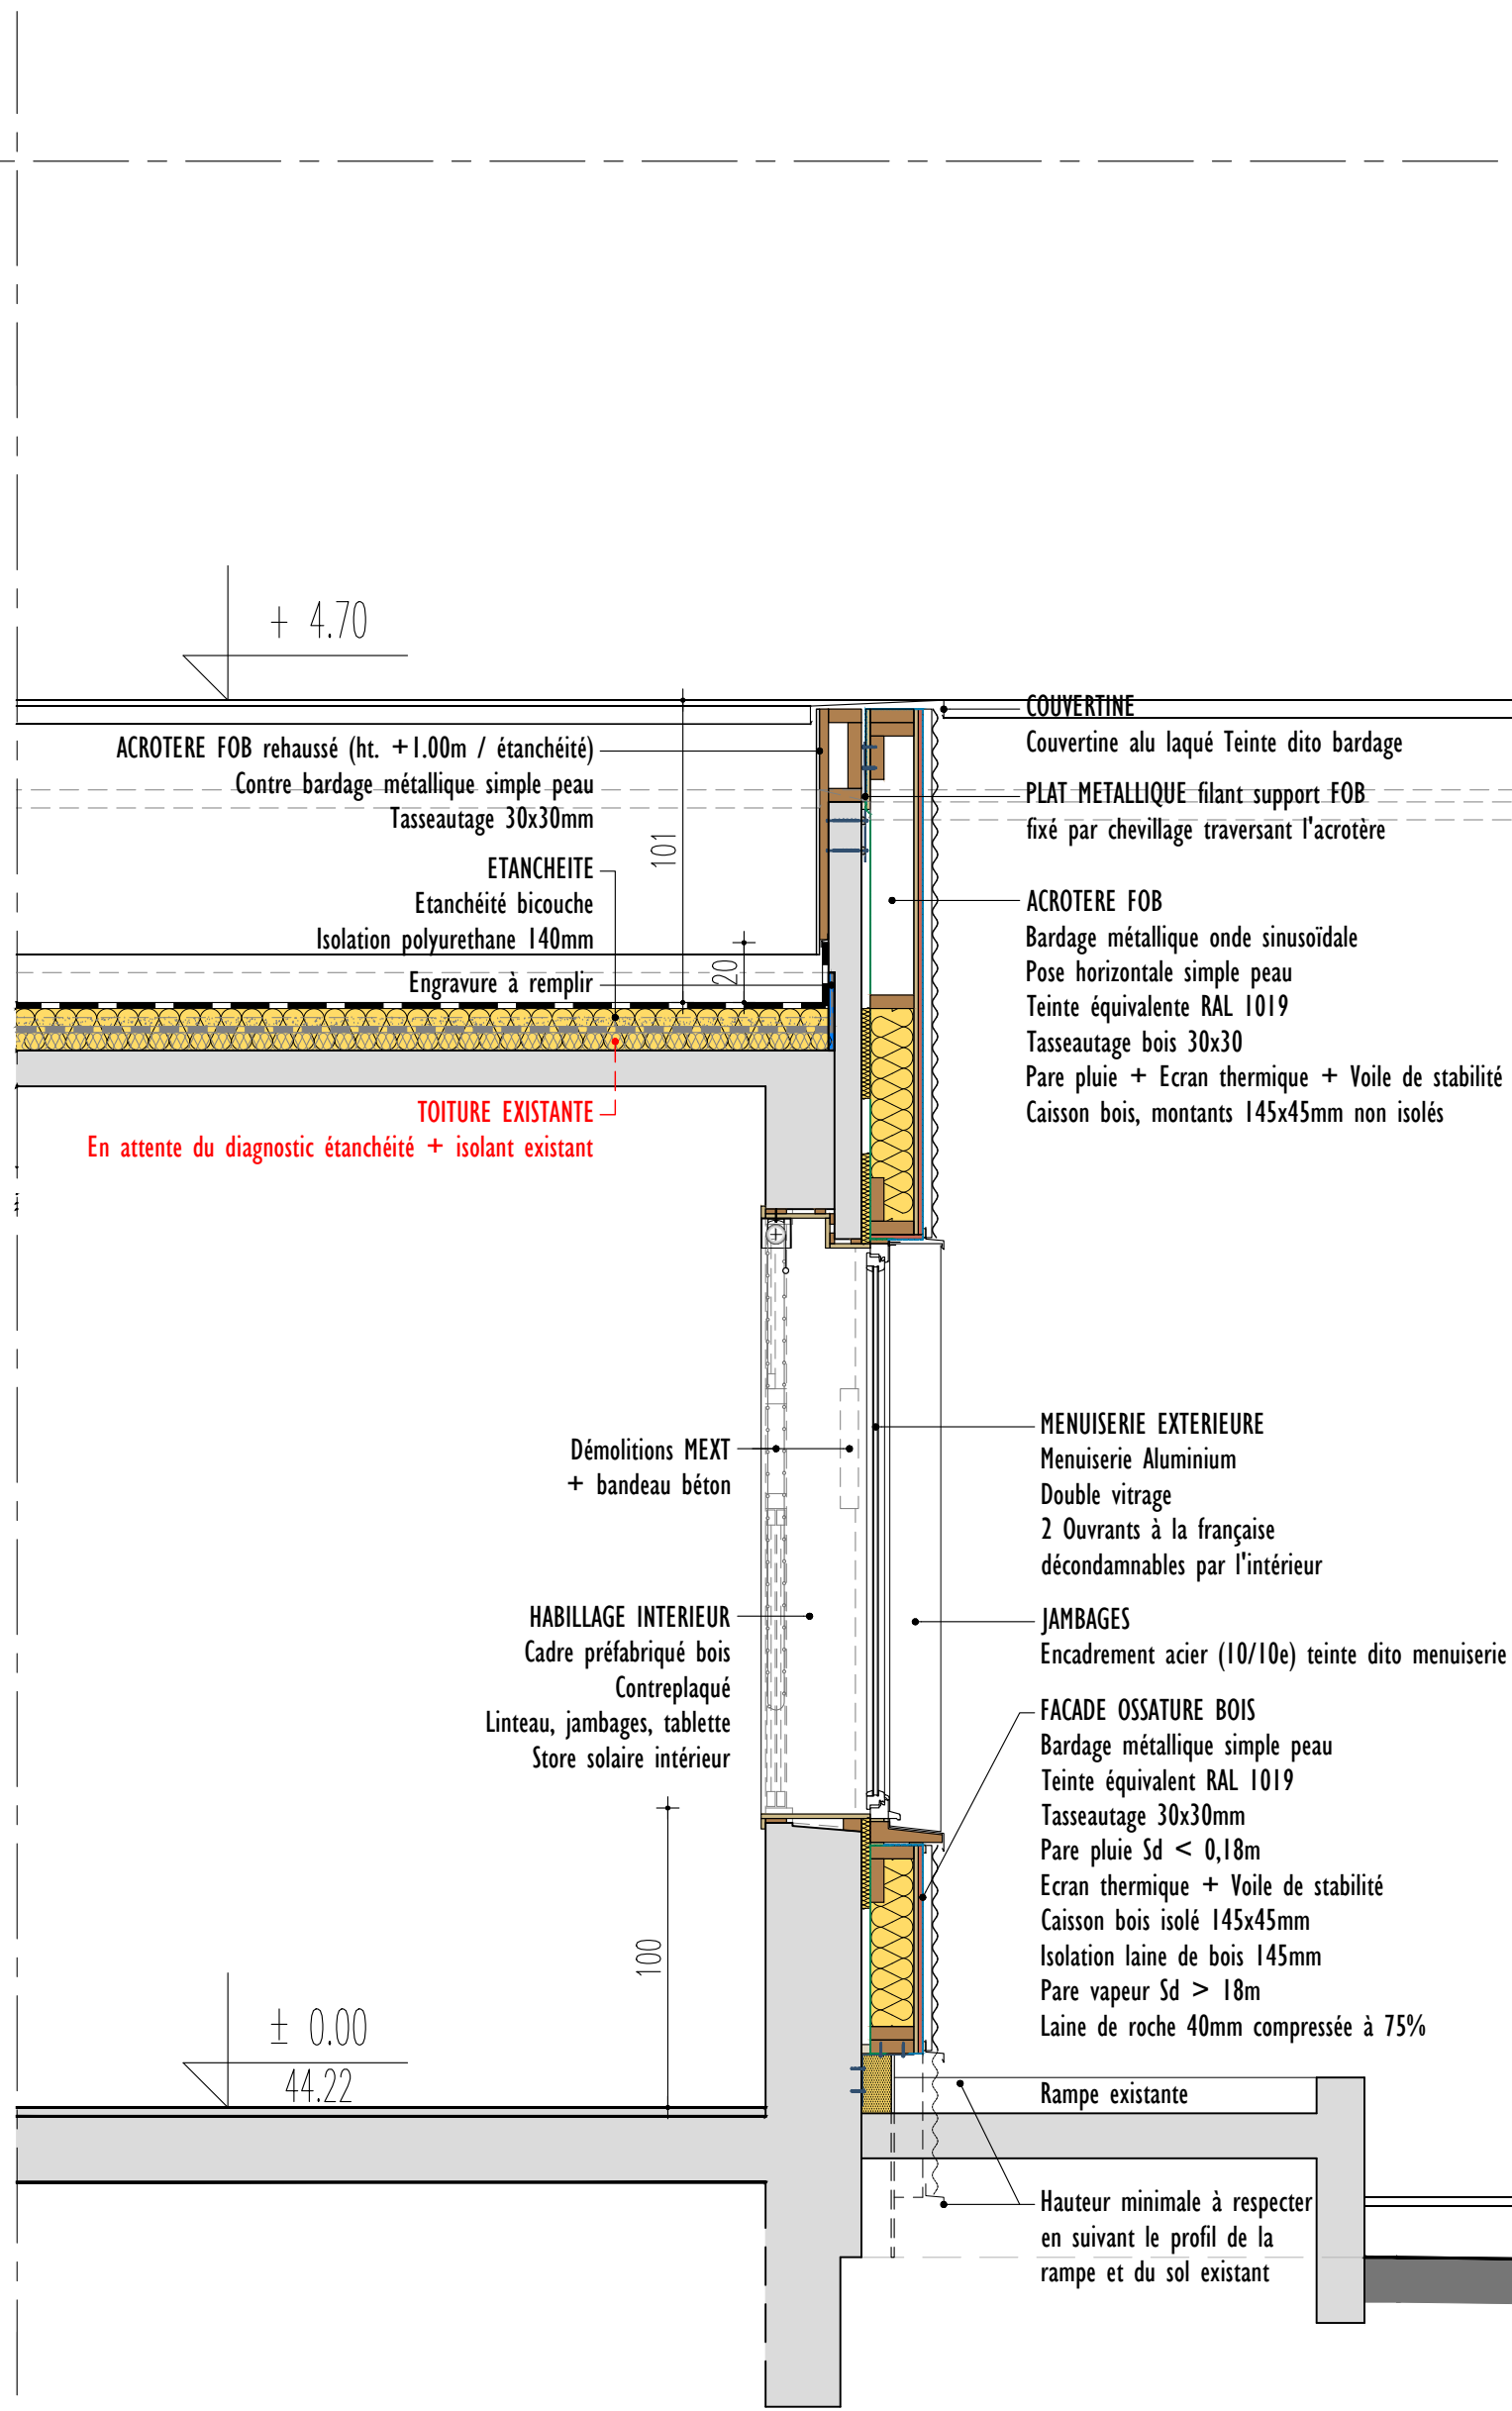 + 4.70
COUVERTINE
Couvertine alu laqué Teinte dito bardage
ACROTERE FOB rehaussé (ht. +1.00m / étanchéité)
Contre bardage métallique simple peau
Tasseautage 30x30mm
PLAT METALLIQUE filant support FOB
fixé par chevillage traversant l'acrotère
101
ETANCHEITE
Etanchéité bicouche
Isolation polyurethane 140mm
Engravure à remplir
20
ACROTERE FOB
Bardage métallique onde sinusoïdale
Pose horizontale simple peau
Teinte équivalente RAL 1019
Tasseautage bois 30x30
Pare pluie + Ecran thermique + Voile de stabilité
Caisson bois, montants 145x45mm non isolés
TOITURE EXISTANTE
En attente du diagnostic étanchéité + isolant existant
Démolitions MEXT
+ bandeau béton
MENUISERIE EXTERIEURE
Menuiserie Aluminium
Double vitrage
2 Ouvrants à la française
décondamnables par l'intérieur
HABILLAGE INTERIEUR
Cadre préfabriqué bois
Contreplaqué
Linteau, jambages, tablette
Store solaire intérieur
JAMBAGES
Encadrement acier (10/10e) teinte dito menuiserie
FACADE OSSATURE BOIS
Bardage métallique simple peau
Teinte équivalent RAL 1019
Tasseautage 30x30mm
Pare pluie Sd < 0,18m
Ecran thermique + Voile de stabilité
Caisson bois isolé 145x45mm
Isolation laine de bois 145mm
Pare vapeur Sd > 18m
Laine de roche 40mm compressée à 75%
100
± 0.00
44.22
Rampe existante
Hauteur minimale à respecter
en suivant le profil de la
rampe et du sol existant